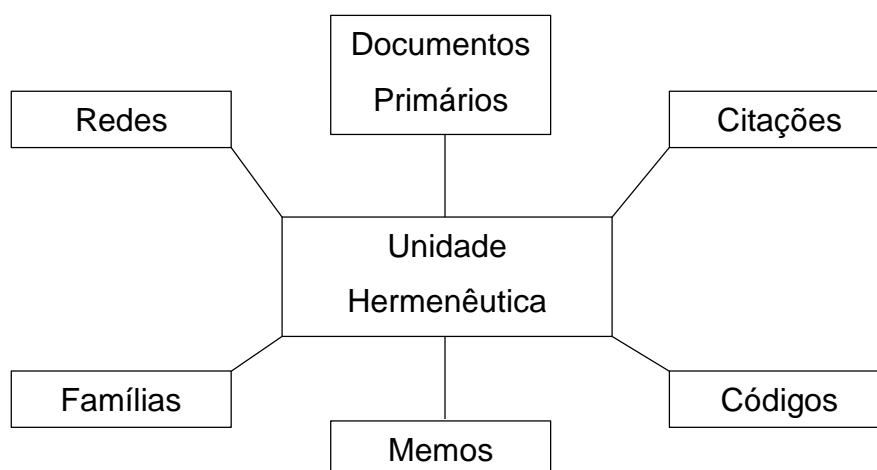 Documentos
Primários
Redes
Citações
Unidade
Hermenêutica
Famílias
Códigos
Memos